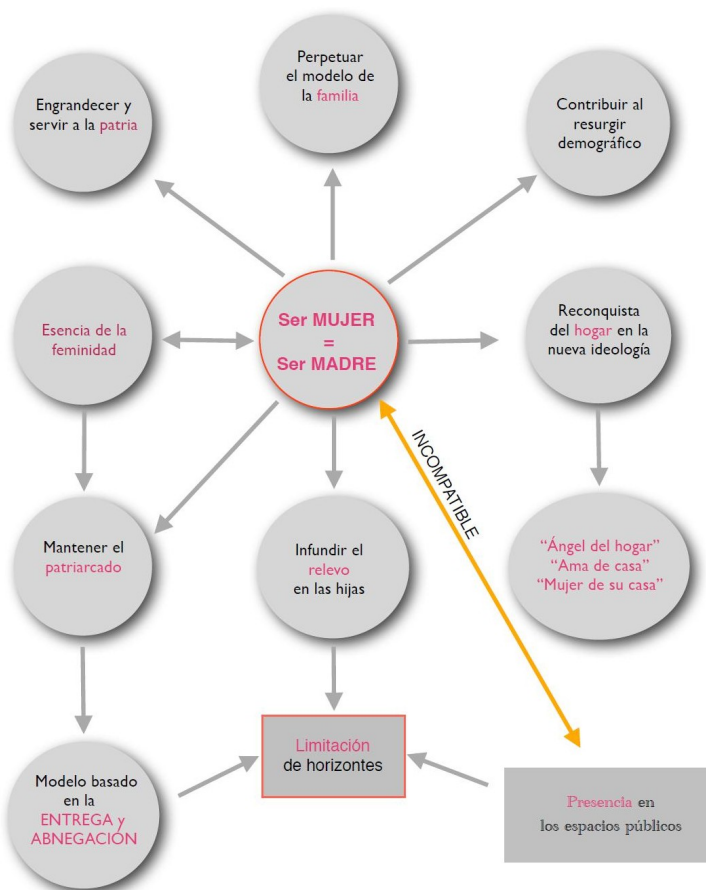 Perpetuar
el modelo de
la familia
Engrandecer y
servir a la patria
Contribuir al
resurgir
demográfico
Esencia de la
feminidad
Ser MUJER
=
Ser MADRE
Reconquista
del hogar en la
nueva ideología
INCOMPATIBLE
Mantener el
patriarcado
Infundir el
relevo
en las hijas
“Ángel del hogar”
“Ama de casa”
“Mujer de su casa”
Limitación
de horizontes
Modelo basado
en la
ENTREGA y
ABNEGACIÓN
Presencia en
los espacios públicos